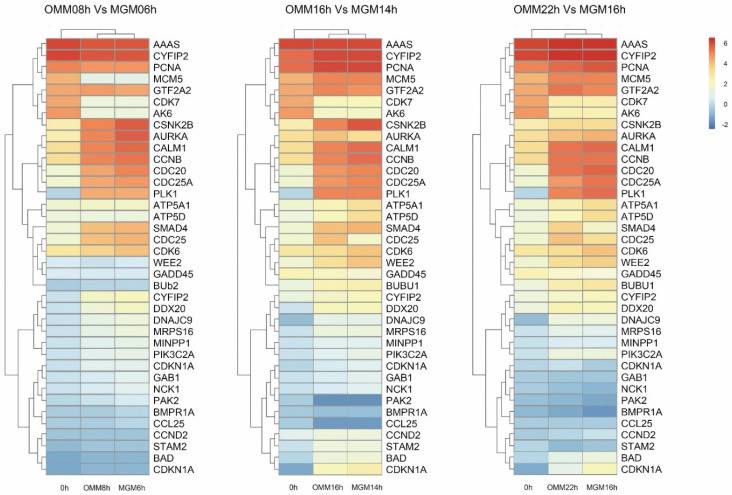 OMM08h Vs MGM06h
AAAS
CYFIP2
PCNA
MCM5
GTF2A2
CDK7
AK6
CSNK2B
AURKA
CALM1
CCNB
CDC20
CDC25A
PLK1
ATP5A1
ATP5D
SMAD4
CDC25
CDK6
WEE2
GADD45
BUb2
CYFIP2
DDX20
DNAJC9
MRPS16
MINPP1
PIK3C2A
CDKN1A
GAB1
NCK1
PAK2
BMPR1A
CCL25
CCND2
STAM2
BAD
CDKN1A
0h OMM8h MGM6h
OMM16h Vs MGM14h
AAAS
CYFIP2
PCNA
MCM5
GTF2A2
CDK7
AK6
CSNK2B
AURKA
CALM1
CCNB
CDC20
CDC25A
PLK1
ATP5A1
ATP5D
SMAD4
CDC25
CDK6
WEE2
GADD45
BUBU1
CYFIP2
DDX20
DNAJC9
MRPS16
MINPP1
PIK3C2A
CDKN1A
GAB1
NCK1
PAK2
BMPR1A
CCL25
CCND2
STAM2
BAD
CDKN1A
0h OMM16h MGM14h
OMM22h Vs MGM16h
AAAS
CYFIP2
PCNA
MCM5
GTF2A2
CDK7
AK6
CSNK2B
AURKA
CALM1
CCNB
CDC20
CDC25A
PLK1
ATP5A1
ATP5D
SMAD4
CDC25
CDK6
WEE2
GADD45
BUBU1
CYFIP2
DDX20
DNAJC9
MRPS16
MINPP1
PIK3C2A
CDKN1A
GAB1
NCK1
PAK2
BMPR1A
CCL25
CCND2
STAM2
BAD
CDKN1A
0h OMM22h MGM16h
6
4
2
0
-2